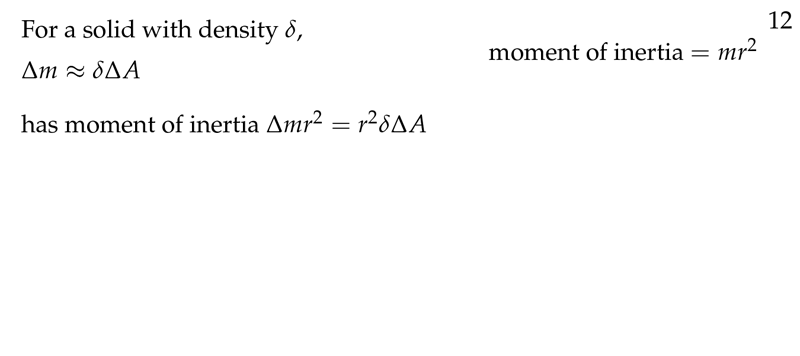 12
For a solid with density δ,
moment of inertia = mr²
Δm ≈ δΔA
has moment of inertia Δmr² = r²δΔA